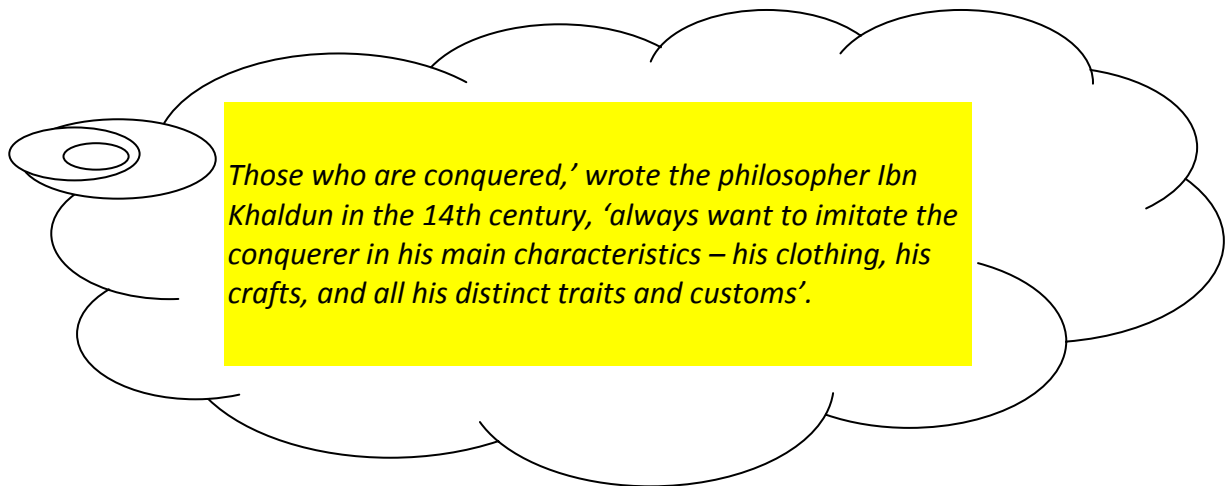 Those who are conquered,’ wrote the philosopher Ibn
Khaldun in the 14th century, ‘always want to imitate the
conquerer in his main characteristics – his clothing, his
crafts, and all his distinct traits and customs’.